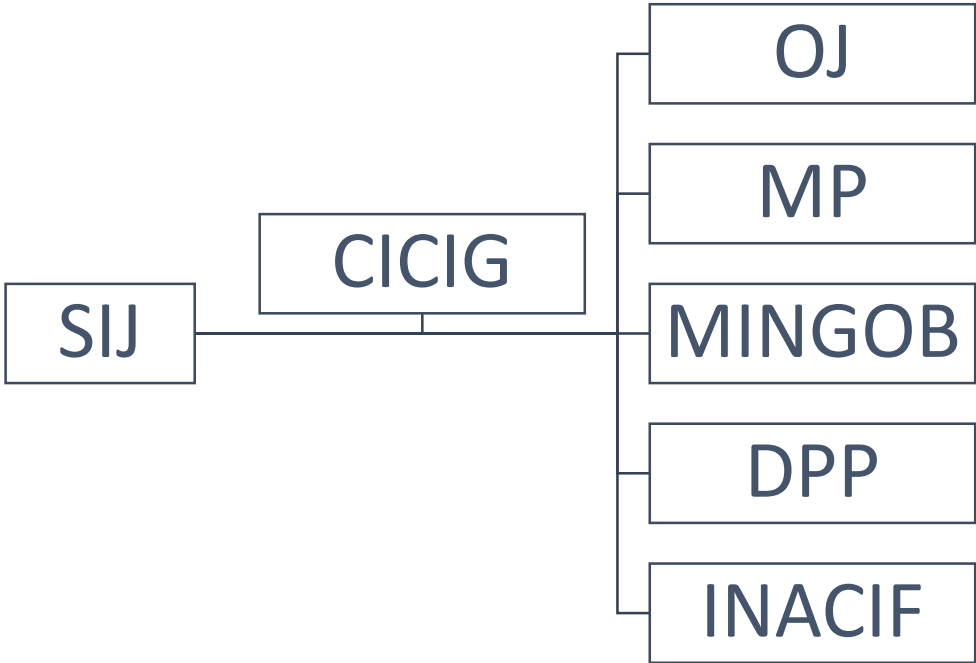 SIJ
CICIG
OJ
MP
MINGOB
DPP
INACIF